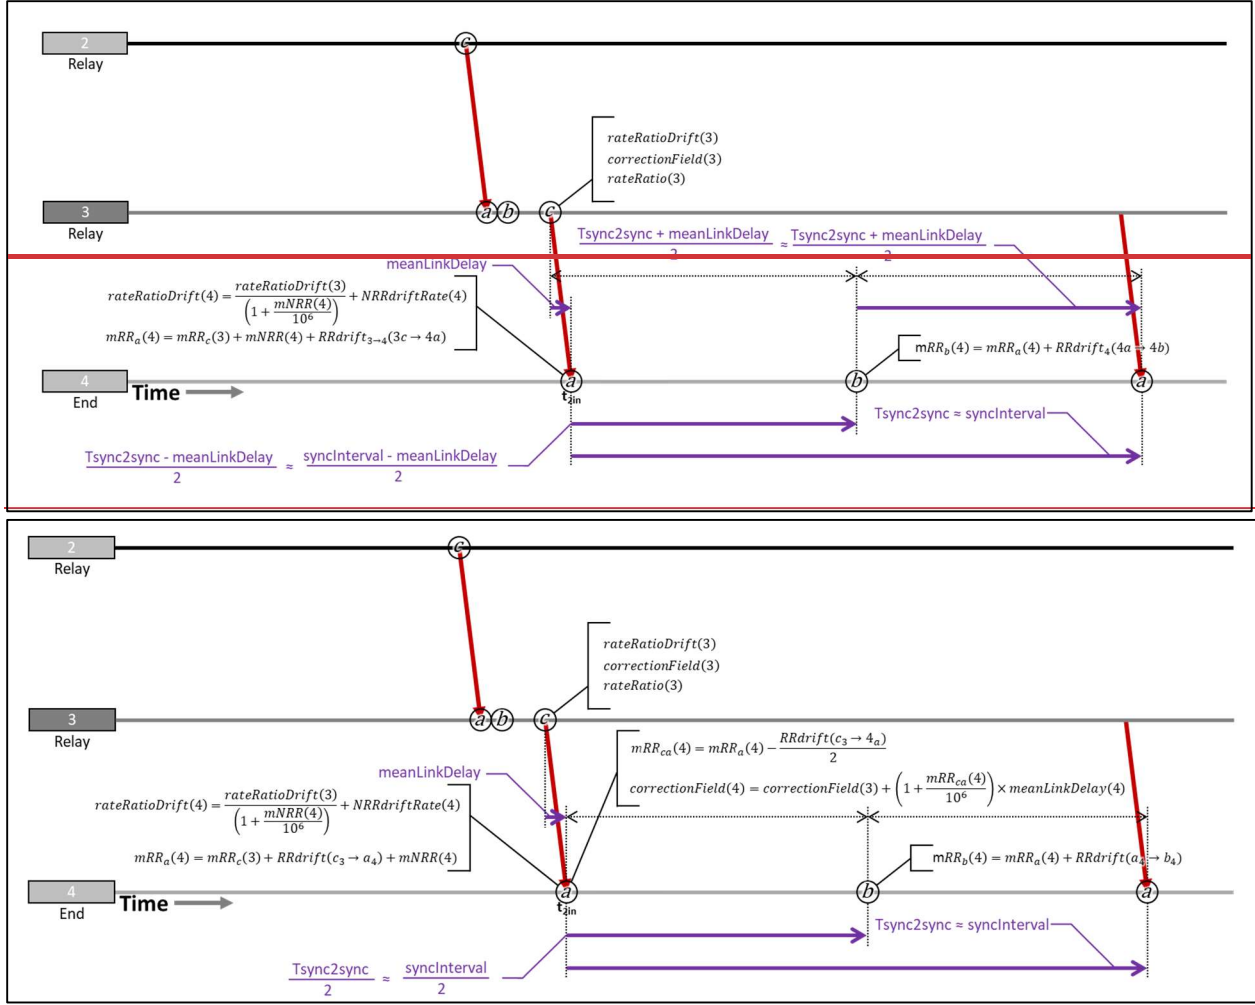 2
Relay
c
rateRatioDrift(3)
correctionField(3)
rateRatio(3)
3
Relay
a b c
Tsync2sync + meanLinkDelay / 2 ≈ Tsync2sync + meanLinkDelay / 2
meanLinkDelay
rateRatioDrift(4) = rateRatioDrift(3) / (1 + mNRR(4)/10⁶) + NRRdriftRate(4)
mRRₐ(4) = mRR_c(3) + mNRR(4) + RRdrift₃→₄(3c → 4a)
mRR_b(4) = mRRₐ(4) + RRdrift₄(4a → 4b)
4
End
Time
a
t2in
b
a
Tsync2sync ≈ syncInterval
Tsync2sync - meanLinkDelay / 2 ≈ syncInterval - meanLinkDelay / 2
2
Relay
c
rateRatioDrift(3)
correctionField(3)
rateRatio(3)
3
Relay
a b c
mRR_ca(4) = mRRₐ(4) − RRdrift(c₃ → 4ₐ) / 2
meanLinkDelay
correctionField(4) = correctionField(3) + (1 + mRR_ca(4)/10⁶) × meanLinkDelay(4)
rateRatioDrift(4) = rateRatioDrift(3) / (1 + mNRR(4)/10⁶) + NRRdriftRate(4)
mRRₐ(4) = mRR_c(3) + RRdrift(c₃ → a₄) + mNRR(4)
mRR_b(4) = mRRₐ(4) + RRdrift(a₄ → b₄)
4
End
Time
a
t2in
b
a
Tsync2sync ≈ syncInterval
Tsync2sync / 2 ≈ syncInterval / 2